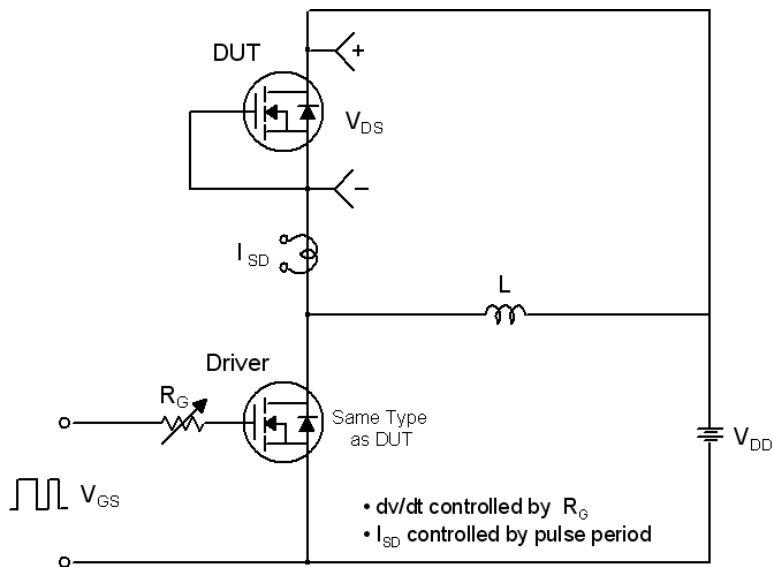 DUT
+
V_DS
−
I_SD
L
Driver
R_G
Same Type
as DUT
V_DD
V_GS
• dv/dt controlled by R_G
• I_SD controlled by pulse period